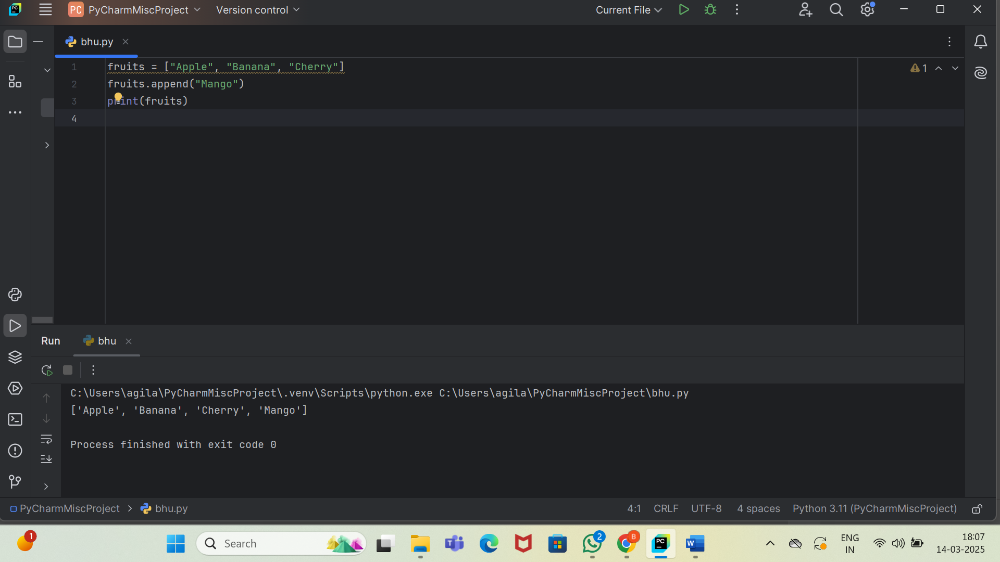 PC PyCharmMiscProject Version control Current File
bhu.py
1 fruits = ["Apple", "Banana", "Cherry"] 1
2 fruits.append("Mango")
3 print(fruits)
4
Run bhu
C:\Users\agila\PyCharmMiscProject\.venv\Scripts\python.exe C:\Users\agila\PyCharmMiscProject\bhu.py
['Apple', 'Banana', 'Cherry', 'Mango']
Process finished with exit code 0
PyCharmMiscProject > bhu.py 4:1 CRLF UTF-8 4 spaces Python 3.11 (PyCharmMiscProject)
1 Search 2 B PC W ENG 18:07
IN 14-03-2025